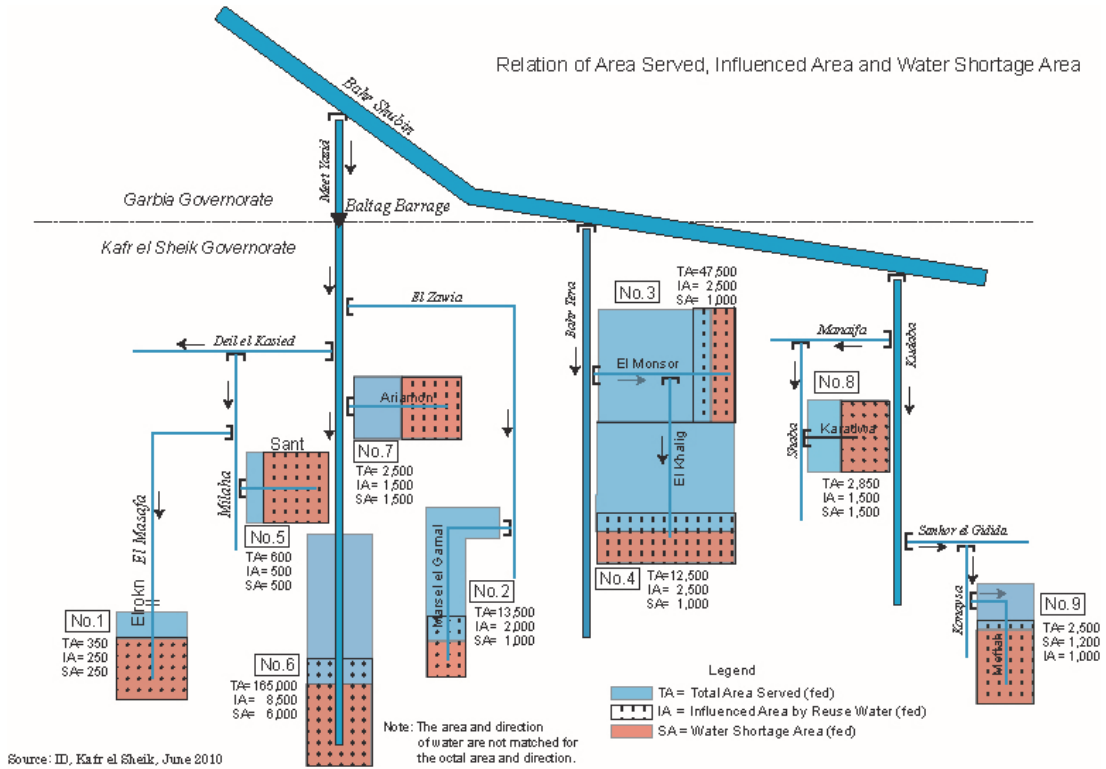 Relation of Area Served, Influenced Area and Water Shortage Area
Bahr Shubin
Meet Yazid
Garbia Governorate
Baltag Barrage
Kafr el Sheik Governorate
El Zawia
Deil el Kasied
Bahr Tera
No.3
TA=47,500
IA = 2,500
SA= 1,000
El Monsor
Manaifa
Kudaba
No.8
Shaba
Karadwa
TA= 2,850
IA = 1,500
SA= 1,500
Ariamon
No.7
TA= 2,500
IA = 1,500
SA= 1,500
Sant
Milaha
El Masafa
No.5
TA= 600
IA = 500
SA= 500
El Khalig
No.4
TA=12,500
IA = 2,500
SA= 1,000
Marsel el Gamal
No.2
TA=13,500
IA = 2,000
SA= 1,000
Sanhor el Gidida
Konaysa
No.9
TA= 2,500
SA= 1,200
IA = 1,000
Meftah
Elrokn
No.1
TA= 350
IA = 250
SA= 250
No.6
TA=165,000
IA = 8,500
SA= 6,000
Legend
TA = Total Area Served (fed)
IA = Influenced Area by Reuse Water (fed)
SA = Water Shortage Area (fed)
Note: The area and direction
of water are not matched for
the octal area and direction.
Source: ID, Kafr el Sheik, June 2010